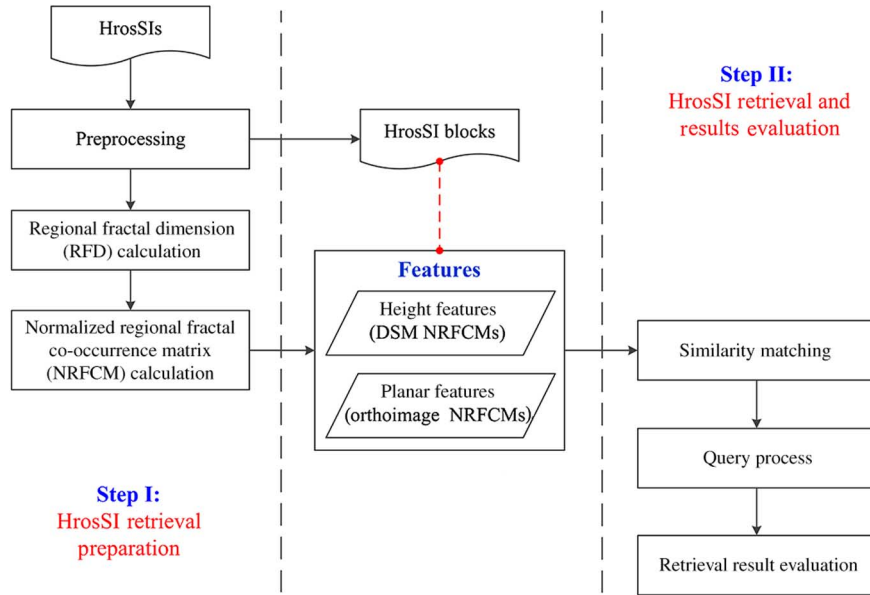 HrosSIs
Preprocessing
Regional fractal dimension
(RFD) calculation
Normalized regional fractal
co-occurrence matrix
(NRFCM) calculation
Step I:
HrosSI retrieval
preparation
HrosSI blocks
Features
Height features
(DSM NRFCMs)
Planar features
(orthoimage NRFCMs)
Step II:
HrosSI retrieval and
results evaluation
Similarity matching
Query process
Retrieval result evaluation